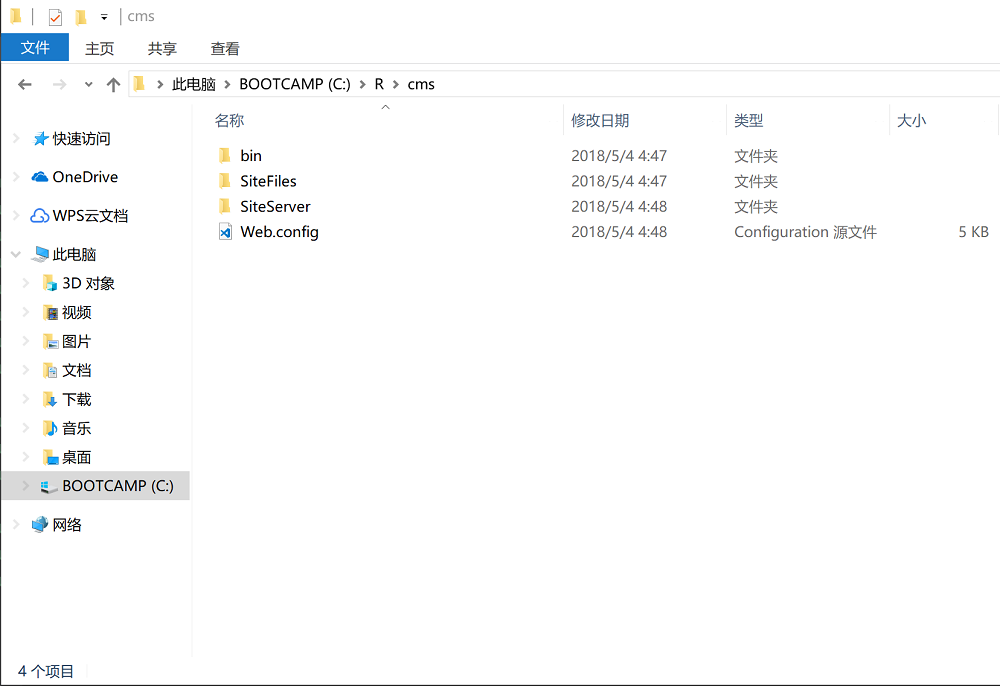 cms
文件 主页 共享 查看
此电脑 BOOTCAMP (C:) R cms
快速访问
OneDrive
WPS云文档
此电脑
3D 对象
视频
图片
文档
下载
音乐
桌面
BOOTCAMP (C:)
网络
名称 修改日期 类型 大小
bin 2018/5/4 4:47 文件夹
SiteFiles 2018/5/4 4:47 文件夹
SiteServer 2018/5/4 4:48 文件夹
Web.config 2018/5/4 4:48 Configuration 源文件 5 KB
4 个项目